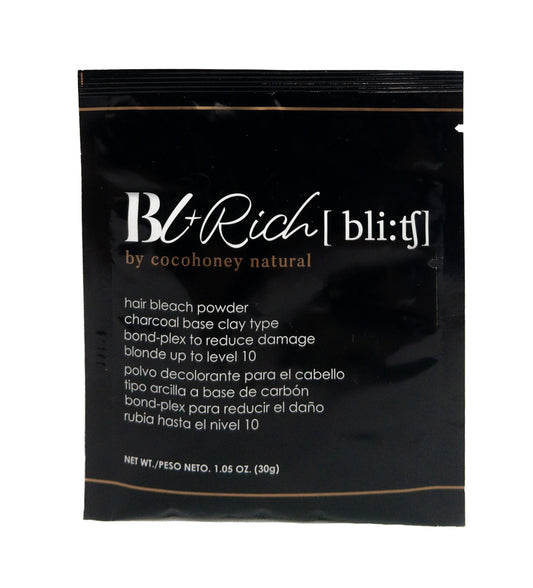 Bl+Rich [ bli:ʧ]
by cocohoney natural
hair bleach powder
charcoal base clay type
bond-plex to reduce damage
blonde up to level 10
polvo decolorante para el cabello
tipo arcilla a base de carbón
bond-plex para reducir el daño
rubia hasta el nivel 10
NET WT./PESO NETO. 1.05 OZ. (30g)